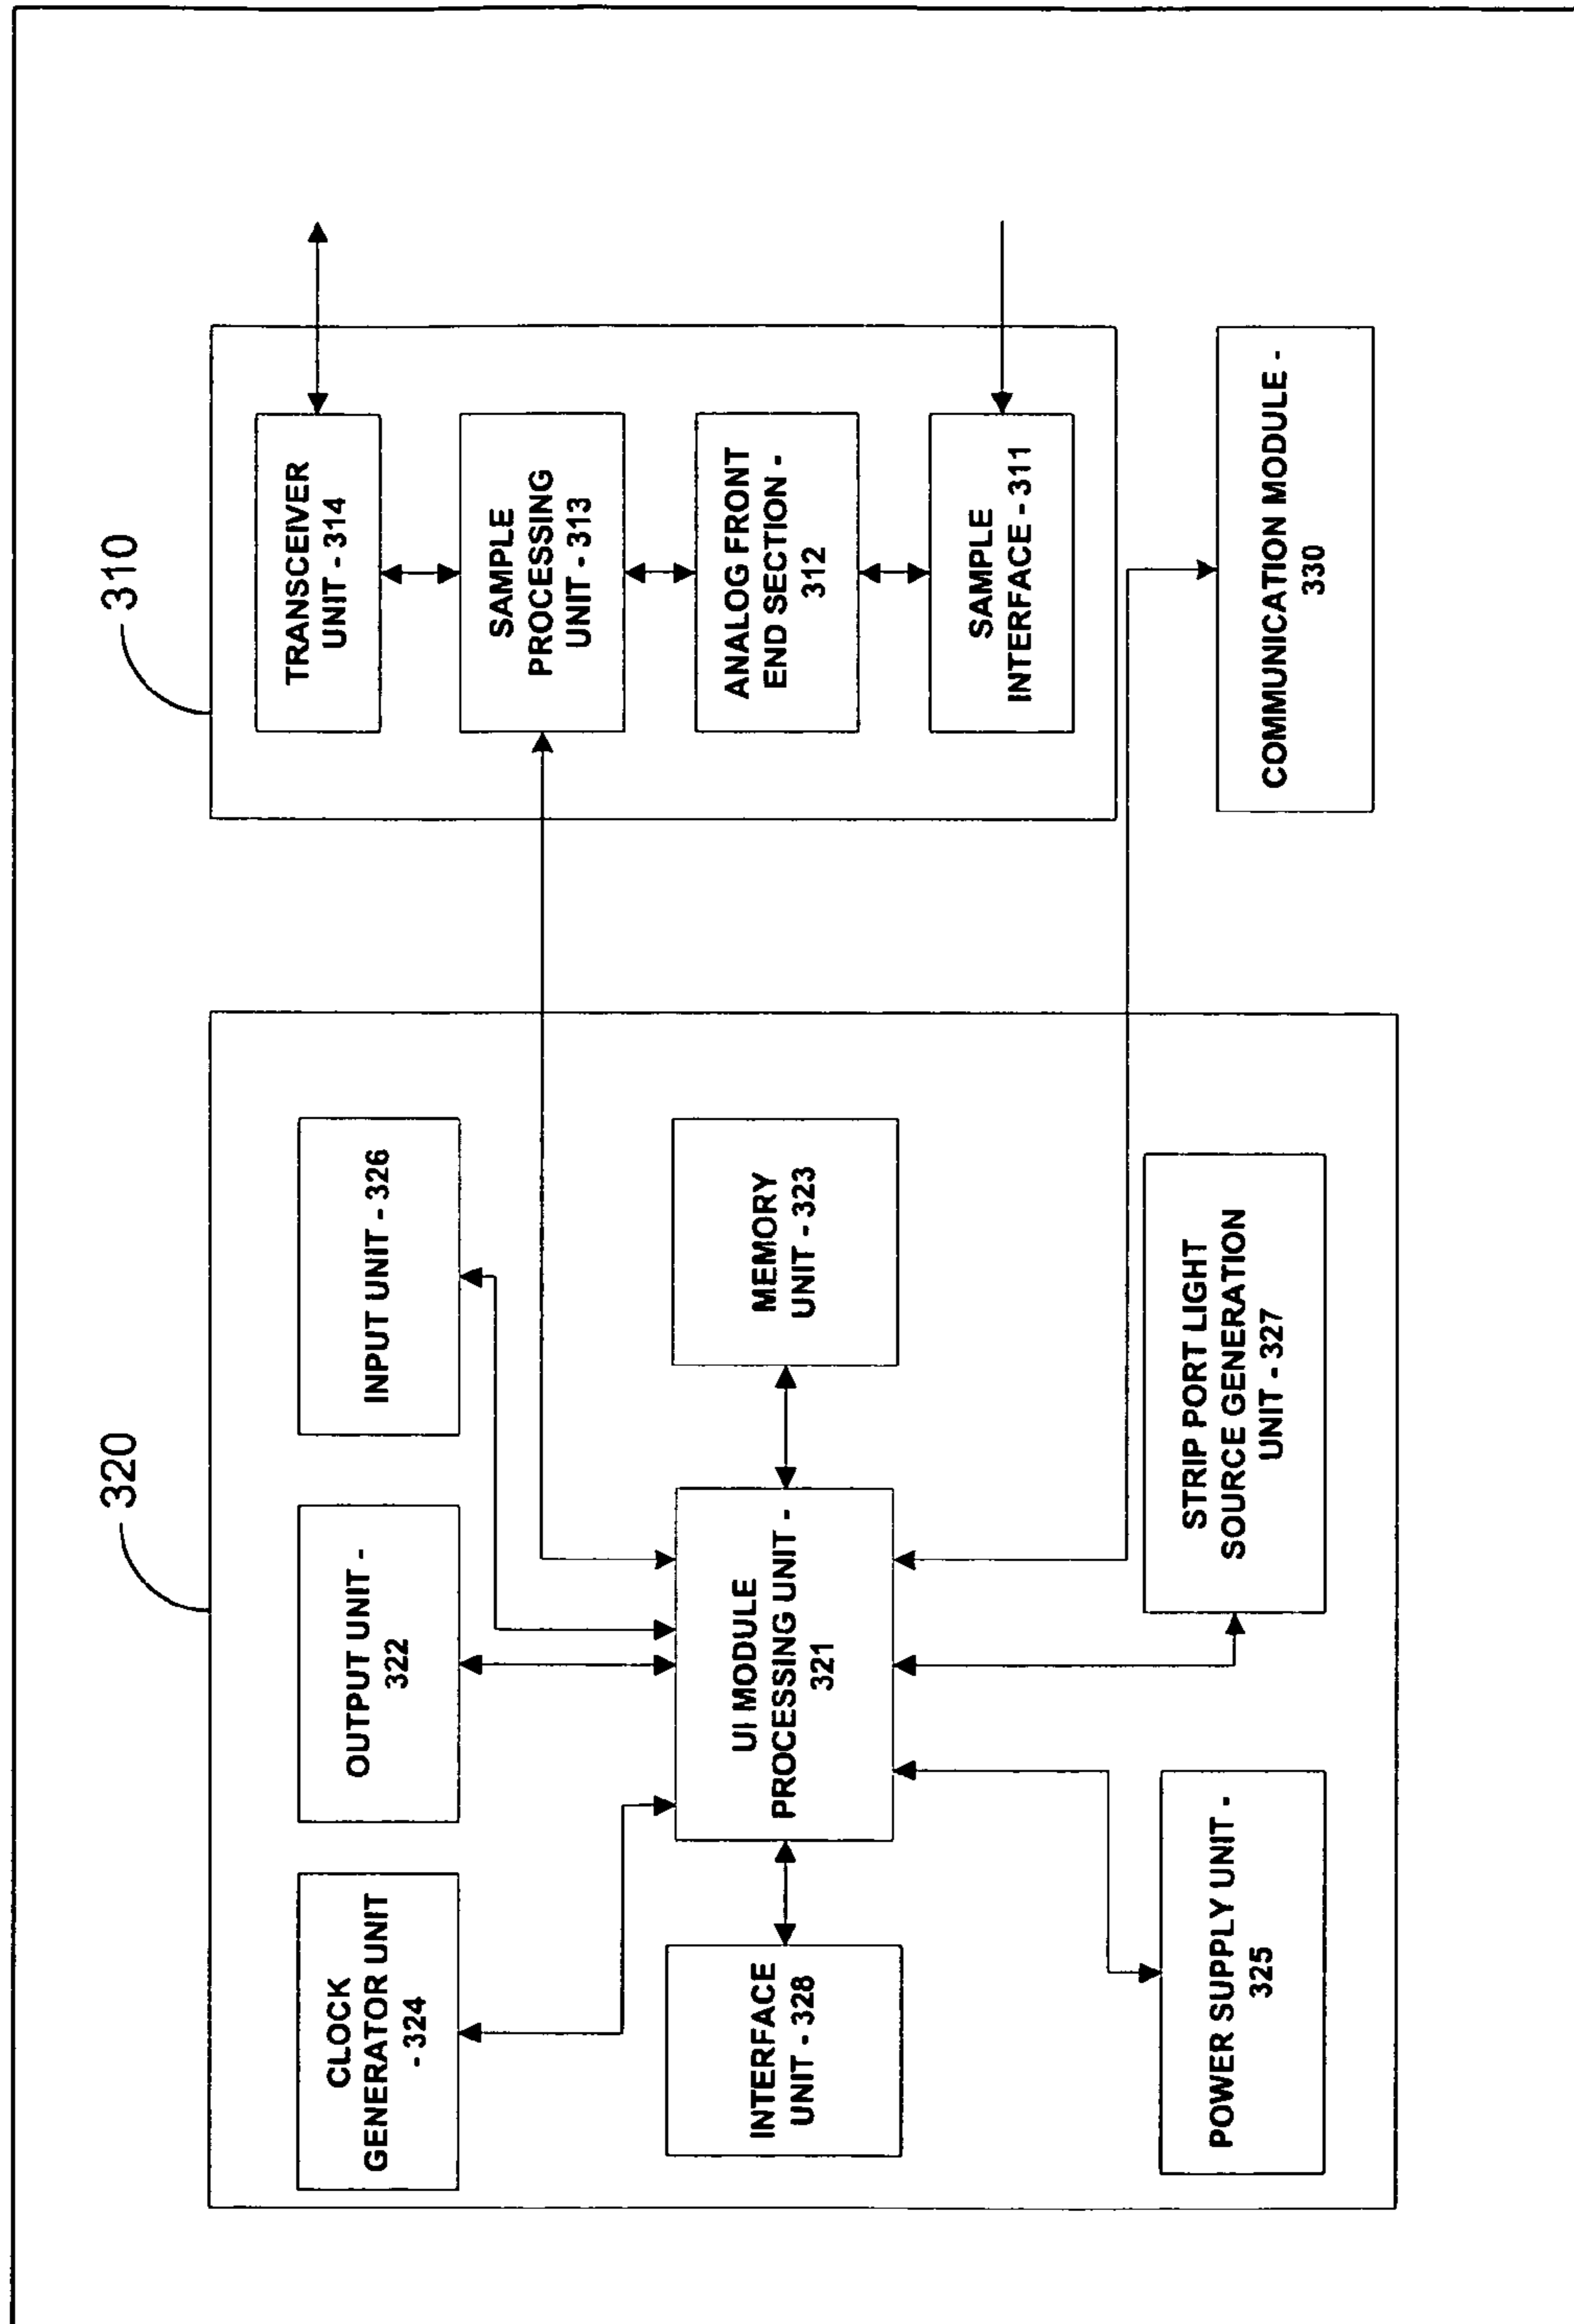 320
310
CLOCK
GENERATOR UNIT
- 324
OUTPUT UNIT -
322
INPUT UNIT - 326
TRANSCEIVER
UNIT - 314
SAMPLE
PROCESSING
UNIT - 313
INTERFACE
UNIT - 328
UI MODULE
PROCESSING UNIT -
321
MEMORY
UNIT - 323
ANALOG FRONT
END SECTION -
312
SAMPLE
INTERFACE - 311
POWER SUPPLY UNIT -
325
STRIP PORT LIGHT
SOURCE GENERATION
UNIT - 327
COMMUNICATION MODULE -
330